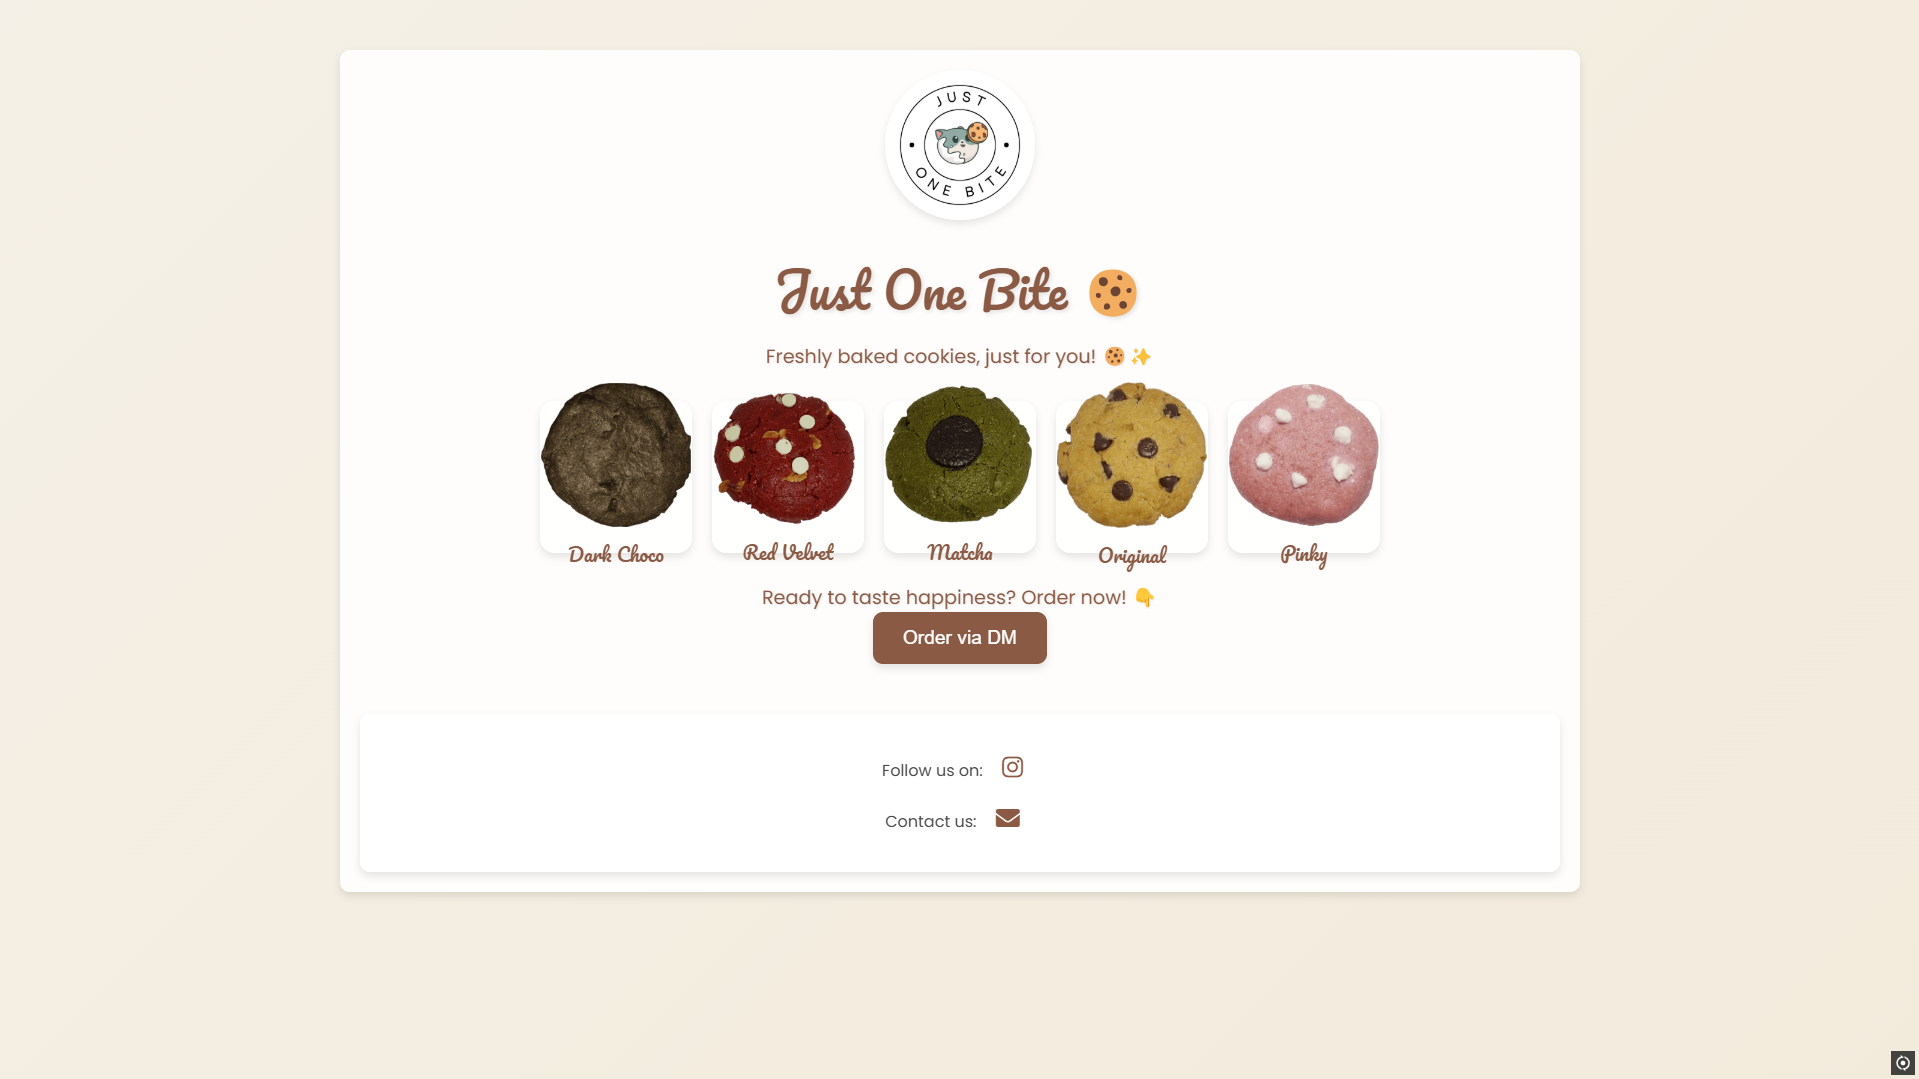 JUST
ONE BITE
Just One Bite 🍪
Freshly baked cookies, just for you! 🍪✨
Dark Choco
Red Velvet
Matcha
Original
Pinky
Ready to taste happiness? Order now! 👇
Order via DM
Follow us on:
Contact us: